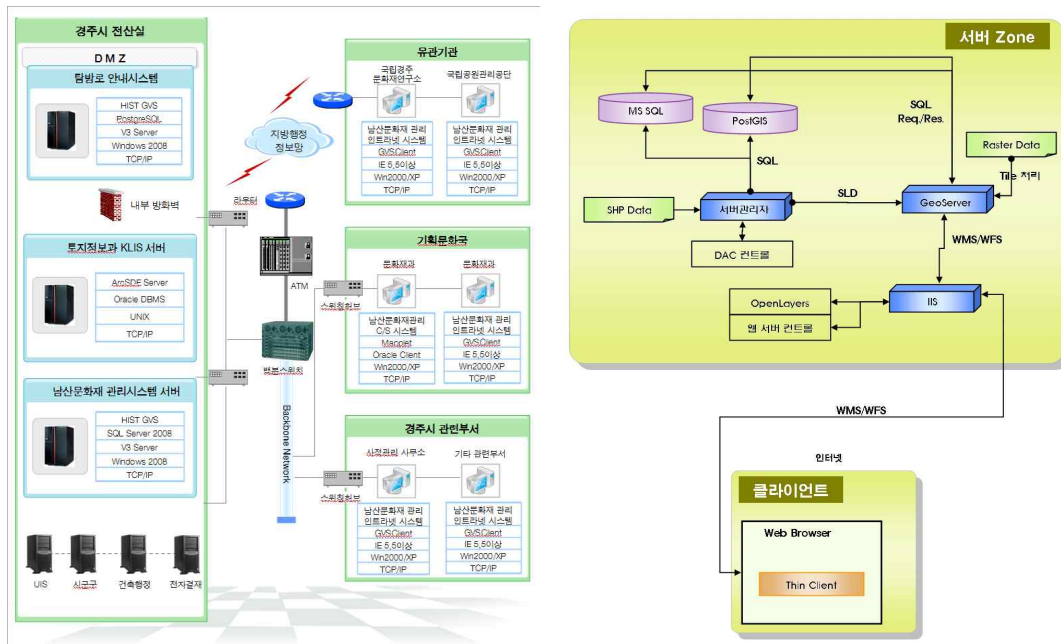 경주시 전산실
DMZ
탐방로 안내시스템
HIST GVS
PostgreSQL
V3 Server
Windows 2008
TCP/IP
내부 방화벽
토지정보과 KLIS 서버
ArcSDE Server
Oracle DBMS
UNIX
TCP/IP
남산문화재 관리시스템 서버
HIST GVS
SQL Server 2008
V3 Server
Windows 2008
TCP/IP
UIS
시군구
건축행정
전자결재
지방행정
정보망
라우터
ATM
백본스위치
Backbone Network
스위칭허브
스위칭허브
유관기관
국립경주
문화재연구소
국립공원관리공단
남산문화재 관리
인트라넷 시스템
GVSClient
IE 5,5이상
Win2000/XP
TCP/IP
남산문화재 관리
인트라넷 시스템
GVSClient
IE 5,5이상
Win2000/XP
TCP/IP
기획문화국
문화재과
문화재과
남산문화재관리
C/S 시스템
Mapjet
Oracle Client
Win2000/XP
TCP/IP
남산문화재관리
인트라넷 시스템
GVSClient
IE 5,5이상
Win2000/XP
TCP/IP
경주시 관련부서
사적관리 사무소
기타 관련부서
남산문화재 관리
인트라넷 시스템
GVSClient
IE 5,5이상
Win2000/XP
TCP/IP
남산문화재 관리
인트라넷 시스템
GVSClient
IE 5,5이상
Win2000/XP
TCP/IP
서버 Zone
MS SQL
PostGIS
SQL
Req./Res.
Raster Data
SQL
Tile 처리
SHP Data
서버관리자
SLD
GeoServer
DAC 컨트롤
WMS/WFS
OpenLayers
웹 서버 컨트롤
IIS
WMS/WFS
인터넷
클라이언트
Web Browser
Thin Client